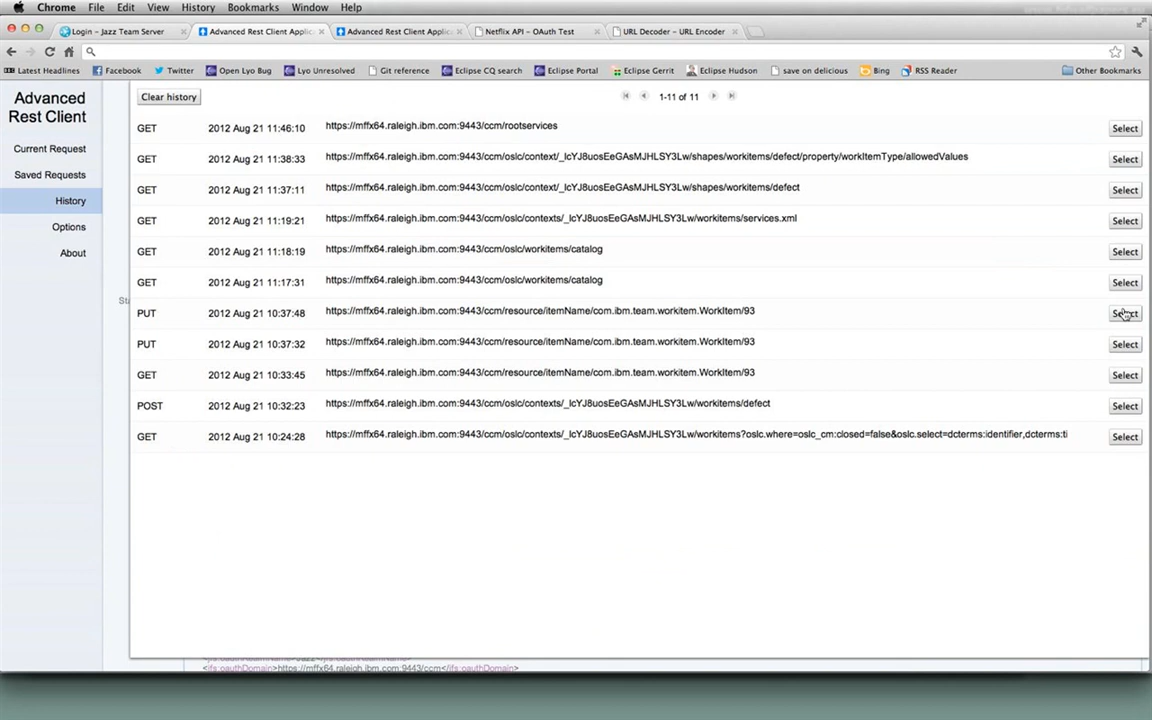 Chrome File Edit View History Bookmarks Window Help
Login – Jazz Team Server Advanced Rest Client Applic Advanced Rest Client Applic Netflix API – OAuth Test URL Decoder – URL Encoder
Latest Headlines Facebook Twitter Open Lyo Bug Lyo Unresolved Git reference Eclipse CQ search Eclipse Portal Eclipse Gerrit Eclipse Hudson save on delicious Bing RSS Reader Other Bookmarks
Advanced
Rest Client
Current Request
Saved Requests
History
Options
About
Clear history 1-11 of 11
GET 2012 Aug 21 11:46:10 https://mffx64.raleigh.ibm.com:9443/ccm/rootservices Select
GET 2012 Aug 21 11:38:33 https://mffx64.raleigh.ibm.com:9443/ccm/oslc/context/_IcYJ8uosEeGAsMJHLSY3Lw/shapes/workitems/defect/property/workItemType/allowedValues Select
GET 2012 Aug 21 11:37:11 https://mffx64.raleigh.ibm.com:9443/ccm/oslc/context/_IcYJ8uosEeGAsMJHLSY3Lw/shapes/workitems/defect Select
GET 2012 Aug 21 11:19:21 https://mffx64.raleigh.ibm.com:9443/ccm/oslc/contexts/_IcYJ8uosEeGAsMJHLSY3Lw/workitems/services.xml Select
GET 2012 Aug 21 11:18:19 https://mffx64.raleigh.ibm.com:9443/ccm/oslc/workitems/catalog Select
GET 2012 Aug 21 11:17:31 https://mffx64.raleigh.ibm.com:9443/ccm/oslc/workitems/catalog Select
PUT 2012 Aug 21 10:37:48 https://mffx64.raleigh.ibm.com:9443/ccm/resource/itemName/com.ibm.team.workitem.WorkItem/93 Select
PUT 2012 Aug 21 10:37:32 https://mffx64.raleigh.ibm.com:9443/ccm/resource/itemName/com.ibm.team.workitem.WorkItem/93 Select
GET 2012 Aug 21 10:33:45 https://mffx64.raleigh.ibm.com:9443/ccm/resource/itemName/com.ibm.team.workitem.WorkItem/93 Select
POST 2012 Aug 21 10:32:23 https://mffx64.raleigh.ibm.com:9443/ccm/oslc/contexts/_IcYJ8uosEeGAsMJHLSY3Lw/workitems/defect Select
GET 2012 Aug 21 10:24:28 https://mffx64.raleigh.ibm.com:9443/ccm/oslc/contexts/_IcYJ8uosEeGAsMJHLSY3Lw/workitems?oslc.where=oslc_cm:closed=false&oslc.select=dcterms:identifier,dcterms:ti Select
<jfs:oauthDomain>https://mffx64.raleigh.ibm.com:9443/ccm</jfs:oauthDomain>